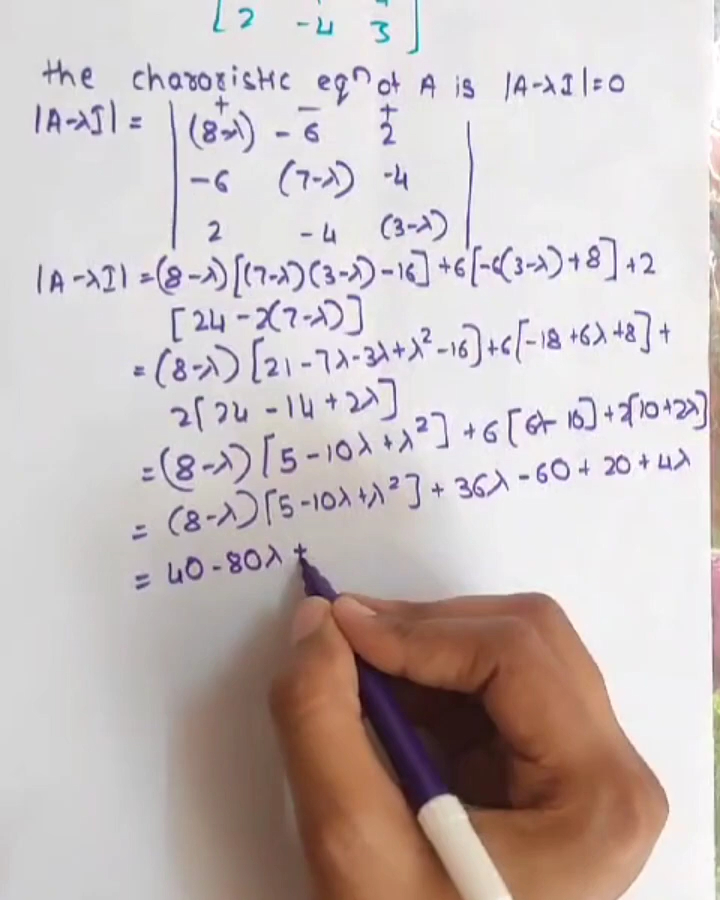 [ 2 -4 3 ]
the charoristic eqⁿ of A is |A-λI|=0
+ - +
|A-λI| = | (8-λ) -6 2 |
-6 (7-λ) -4
2 -4 (3-λ)
|A-λI| = (8-λ)[(7-λ)(3-λ)-16] +6[-6(3-λ)+8] +2
[24-2(7-λ)]
= (8-λ) [21-7λ-3λ+λ²-16]+6[-18+6λ+8]+
2[24-14+2λ]
= (8-λ) [5-10λ+λ²] +6[6λ-10]+2[10+2λ]
= (8-λ)[5-10λ+λ²] + 36λ-60+20+4λ
= 40-80λ +